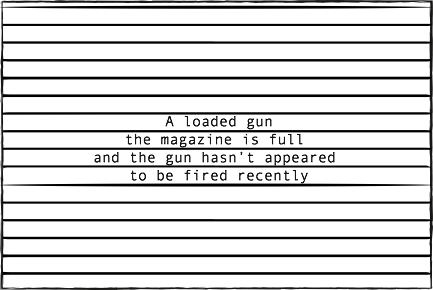 A loaded gun
the magazine is full
and the gun hasn't appeared
to be fired recently